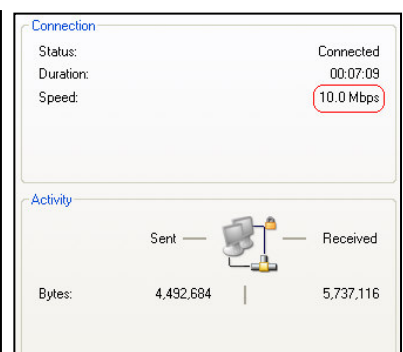 Connection
Status: Connected
Duration: 00:07:09
Speed: 10.0 Mbps
Activity
Sent — — Received
Bytes: 4,492,684 | 5,737,116